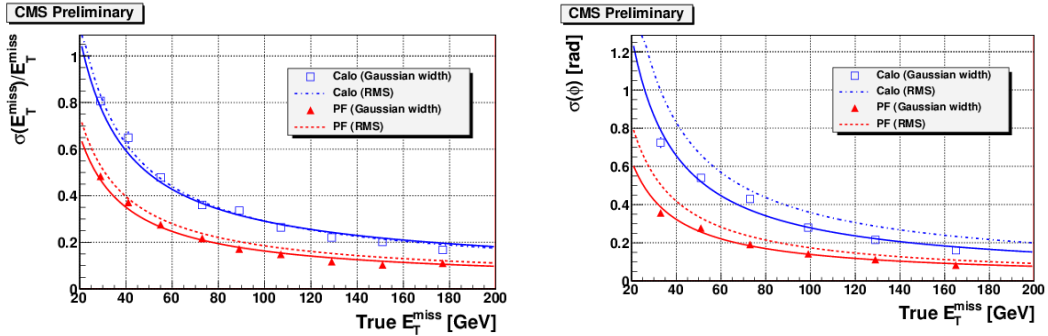 CMS Preliminary
σ(E_T^miss)/E_T^miss
1
0.8
0.6
0.4
0.2
0
Calo (Gaussian width)
Calo (RMS)
PF (Gaussian width)
PF (RMS)
20 40 60 80 100 120 140 160 180 200
True E_T^miss [GeV]
CMS Preliminary
σ(φ) [rad]
1.2
1
0.8
0.6
0.4
0.2
0
Calo (Gaussian width)
Calo (RMS)
PF (Gaussian width)
PF (RMS)
20 40 60 80 100 120 140 160 180 200
True E_T^miss [GeV]